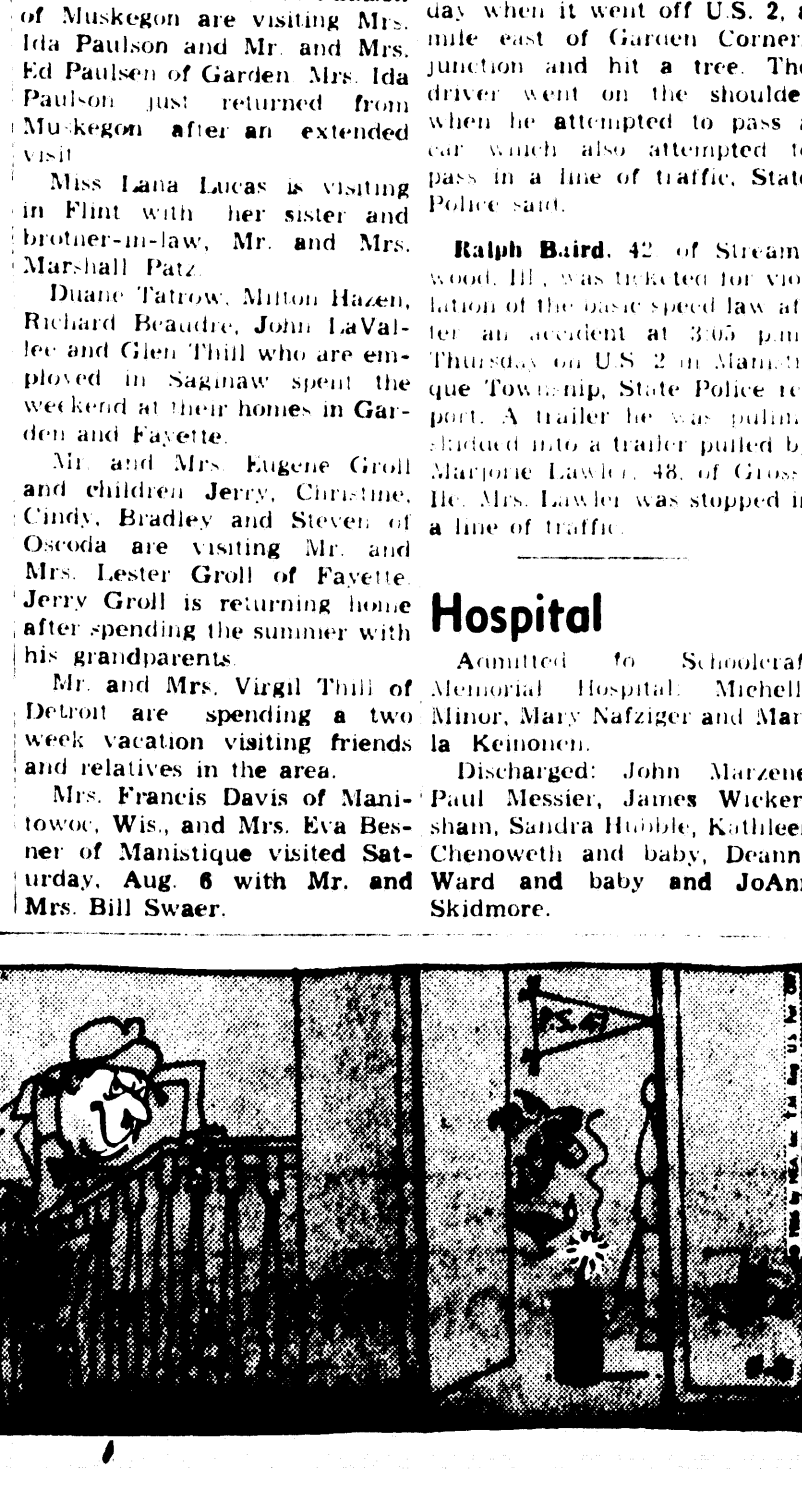 of Muskegon are visiting Mrs.
Ida Paulson and Mr. and Mrs.
Ed Paulsen of Garden. Mrs. Ida
Paulson just returned from
Muskegon after an extended
visit.
Miss Lana Lucas is visiting
in Flint with her sister and
brother-in-law, Mr. and Mrs.
Marshall Patz.
Duane Tatrow, Milton Hazen,
Richard Beaudre, John LaVal-
lee and Glen Thill who are em-
ployed in Saginaw spent the
weekend at their homes in Gar-
den and Fayette.
Mr. and Mrs. Eugene Groll
and children Jerry, Christine,
Cindy, Bradley and Steven of
Oscoda are visiting Mr. and
Mrs. Lester Groll of Fayette.
Jerry Groll is returning home
after spending the summer with
his grandparents.
Mr. and Mrs. Virgil Thill of
Detroit are spending a two
week vacation visiting friends
and relatives in the area.
Mrs. Francis Davis of Mani-
towoc, Wis., and Mrs. Eva Bes-
ner of Manistique visited Sat-
urday, Aug. 6 with Mr. and
Mrs. Bill Swaer.
day when it went off U.S. 2, a
mile east of Garden Corner
junction and hit a tree. The
driver went on the shoulde
when he attempted to pass a
car which also attempted t
pass in a line of traffic, State
Police said.
Ralph Baird, 42, of Stream
wood, Ill., was ticketed for vio
lation of the basic speed law af
ter an accident at 3:05 p.m
Thursday on U.S. 2 in Manisti
que Township, State Police re
port. A trailer he was pullin
skidded into a trailer pulled b
Marjorie Lawler, 48, of Gross
Ile. Mrs. Lawler was stopped i
a line of traffic.
Hospital
Admitted to Schoolcraf
Memorial Hospital: Michell
Minor, Mary Nafziger and Mar
la Keinonen.
Discharged: John Marzene
Paul Messier, James Wicker
sham, Sandra Hubble, Kathleen
Chenoweth and baby, Deann
Ward and baby and JoAnn
Skidmore.
P.S. 47
by NEA, Inc. T.M. Reg. U.S. Pat. Off.